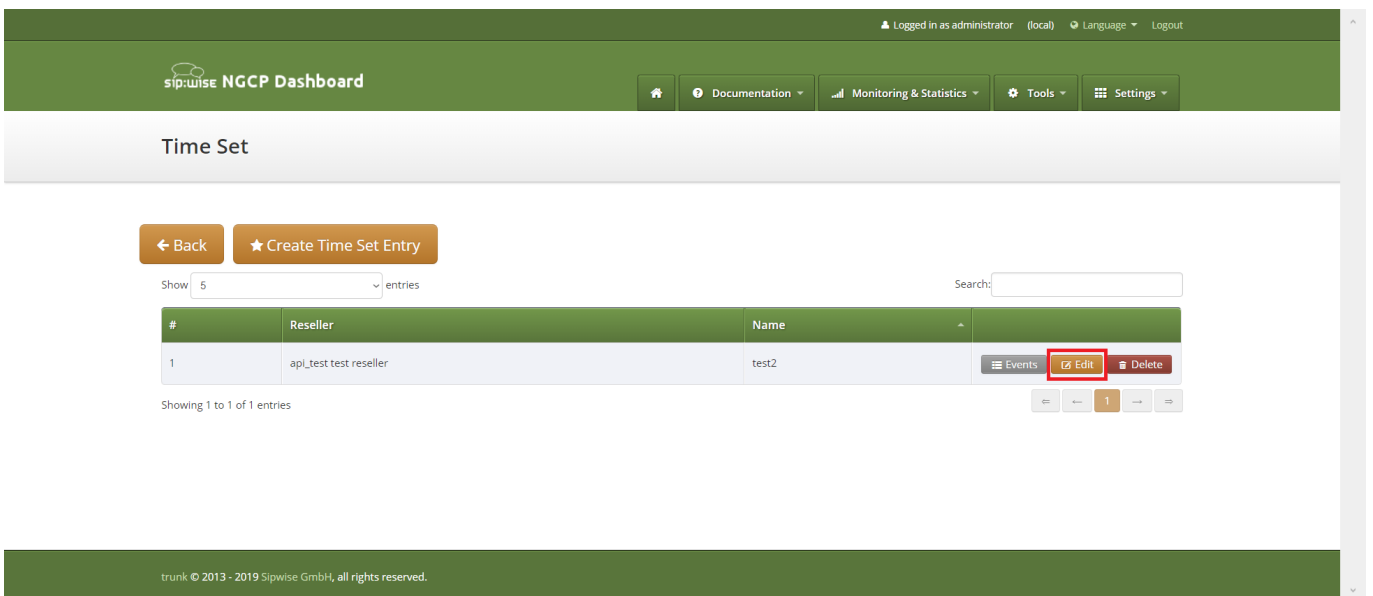 Logged in as administrator (local) Language Logout
sip:wise NGCP Dashboard
Documentation Monitoring & Statistics Tools Settings
Time Set
Back Create Time Set Entry
Show 5 entries Search:
# Reseller Name
1 api_test test reseller test2 Events Edit Delete
Showing 1 to 1 of 1 entries ⇐ ← 1 → ⇒
trunk © 2013 - 2019 Sipwise GmbH, all rights reserved.